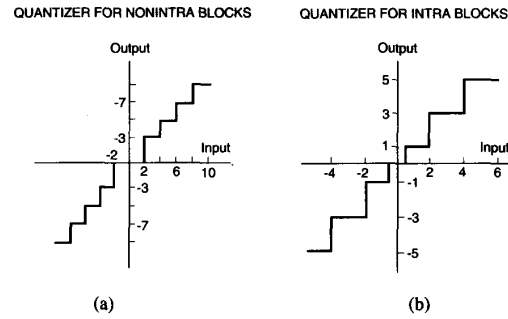 QUANTIZER FOR NONINTRA BLOCKS
Output
-7
-3
-2
Input
2 6 10
-3
-7
(a)
QUANTIZER FOR INTRA BLOCKS
Output
5
3
1
Input
-4 -2 2 4 6
-1
-3
-5
(b)